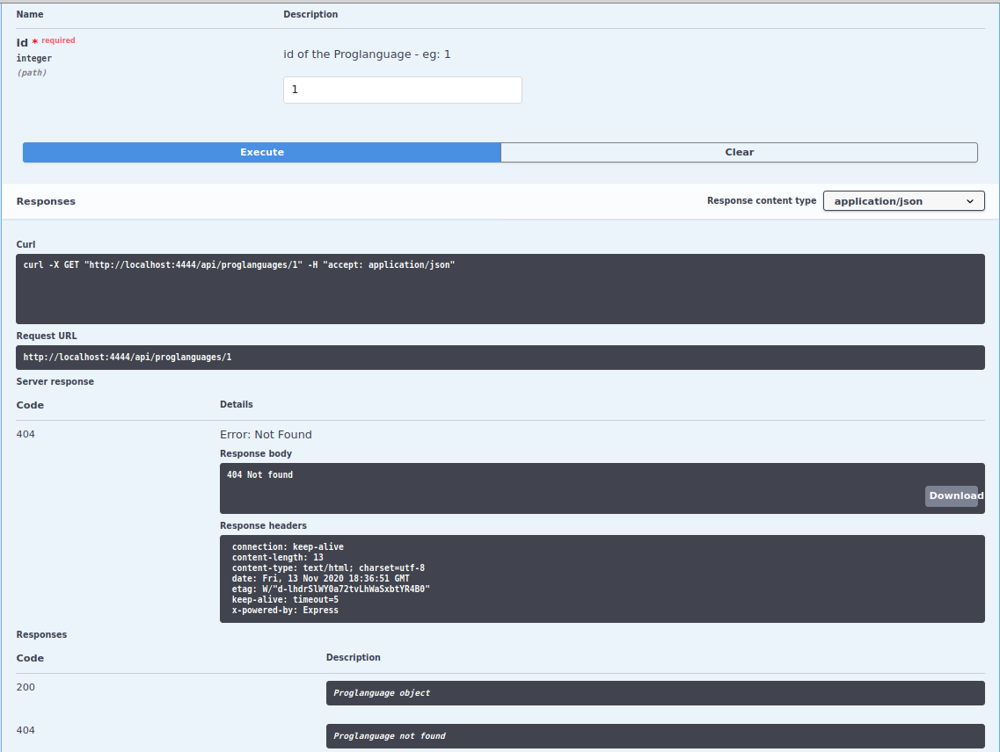 Name Description
id * required
integer
(path)
id of the Proglanguage - eg: 1
1
Execute Clear
Responses Response content type application/json
Curl
curl -X GET "http://localhost:4444/api/proglanguages/1" -H "accept: application/json"
Request URL
http://localhost:4444/api/proglanguages/1
Server response
Code Details
404 Error: Not Found
Response body
404 Not found
Download
Response headers
connection: keep-alive
content-length: 13
content-type: text/html; charset=utf-8
date: Fri, 13 Nov 2020 18:36:51 GMT
etag: W/"d-lhdrSlWY0a72tvLhWaSxbtYR4B0"
keep-alive: timeout=5
x-powered-by: Express
Responses
Code Description
200 Proglanguage object
404 Proglanguage not found